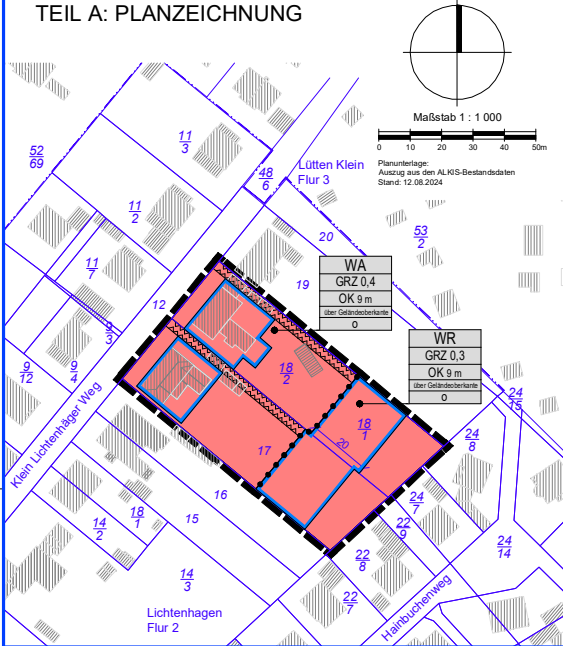 TEIL A: PLANZEICHNUNG
Maßstab 1 : 1 000
0 10 20 30 40 50m
Planunterlage:
Auszug aus den ALKIS-Bestandsdaten
Stand: 12.08.2024
11
3
52
69
48
6
Lütten Klein
Flur 3
11
2
20
53
2
11
7
19
WA
GRZ 0,4
OK 9 m
über Geländeoberkante
o
12
9
3
WR
GRZ 0,3
OK 9 m
über Geländeoberkante
o
9
12
9
4
18
2
24
15
Klein Lichtenhäger Weg
18
1
20
24
8
17
16
24
7
18
1
15
22
9
14
2
24
14
22
8
14
3
22
7
Hainbuchenweg
Lichtenhagen
Flur 2